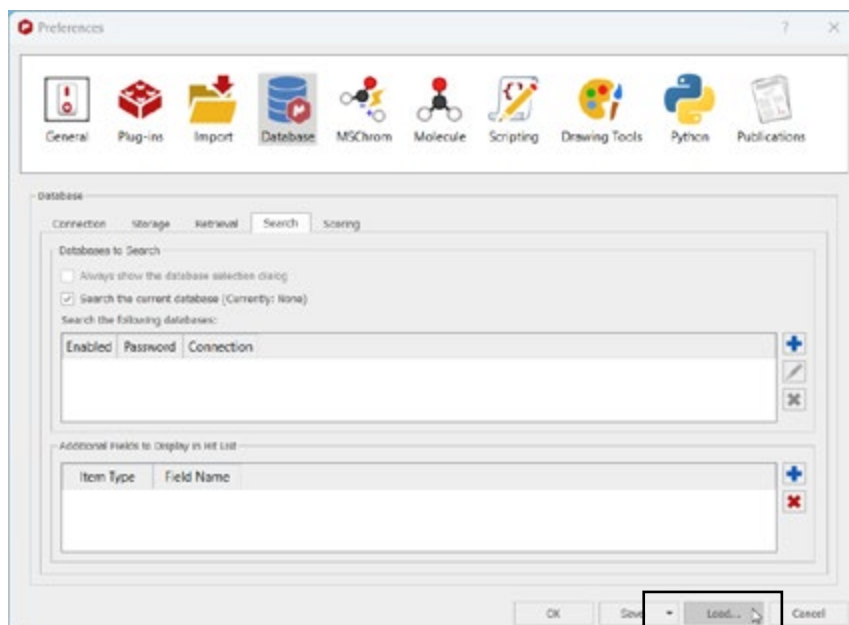 Preferences
General Plug-ins Import Database MSChrom Molecule Scripting Drawing Tools Python Publications
Database
Connection Storage Retrieval Search Scoring
Databases to Search
Always show the database selection dialog
Search the current database (Currently: None)
Search the following databases:
Enabled Password Connection
Additional Fields to Display in Hit List
Item Type Field Name
OK Save Load... Cancel